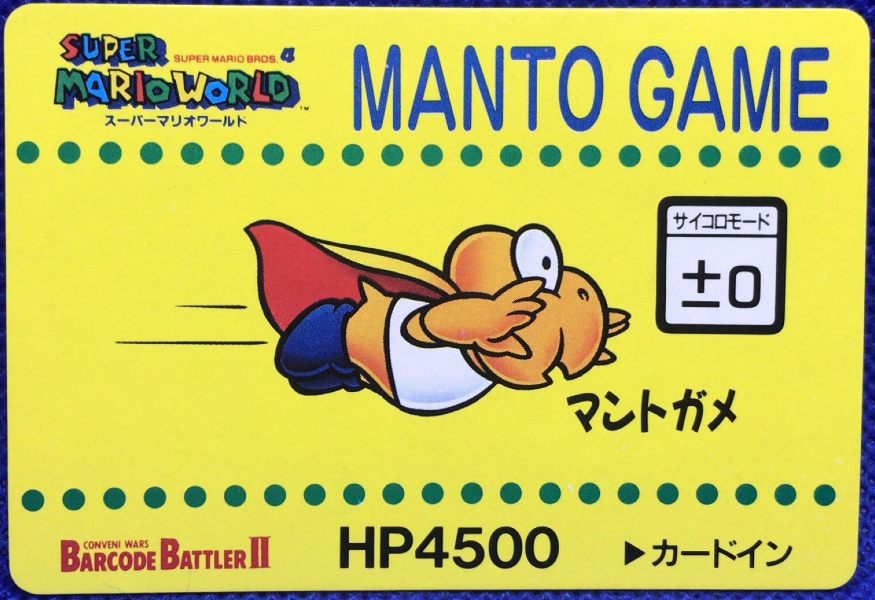 SUPER
SUPER MARIO BROS. 4
MARIO WORLD™
スーパーマリオワールド
MANTO GAME
サイコロモード
±0
マントガメ
CONVENI WARS
BARCODE BATTLER II
HP4500
▶カードイン